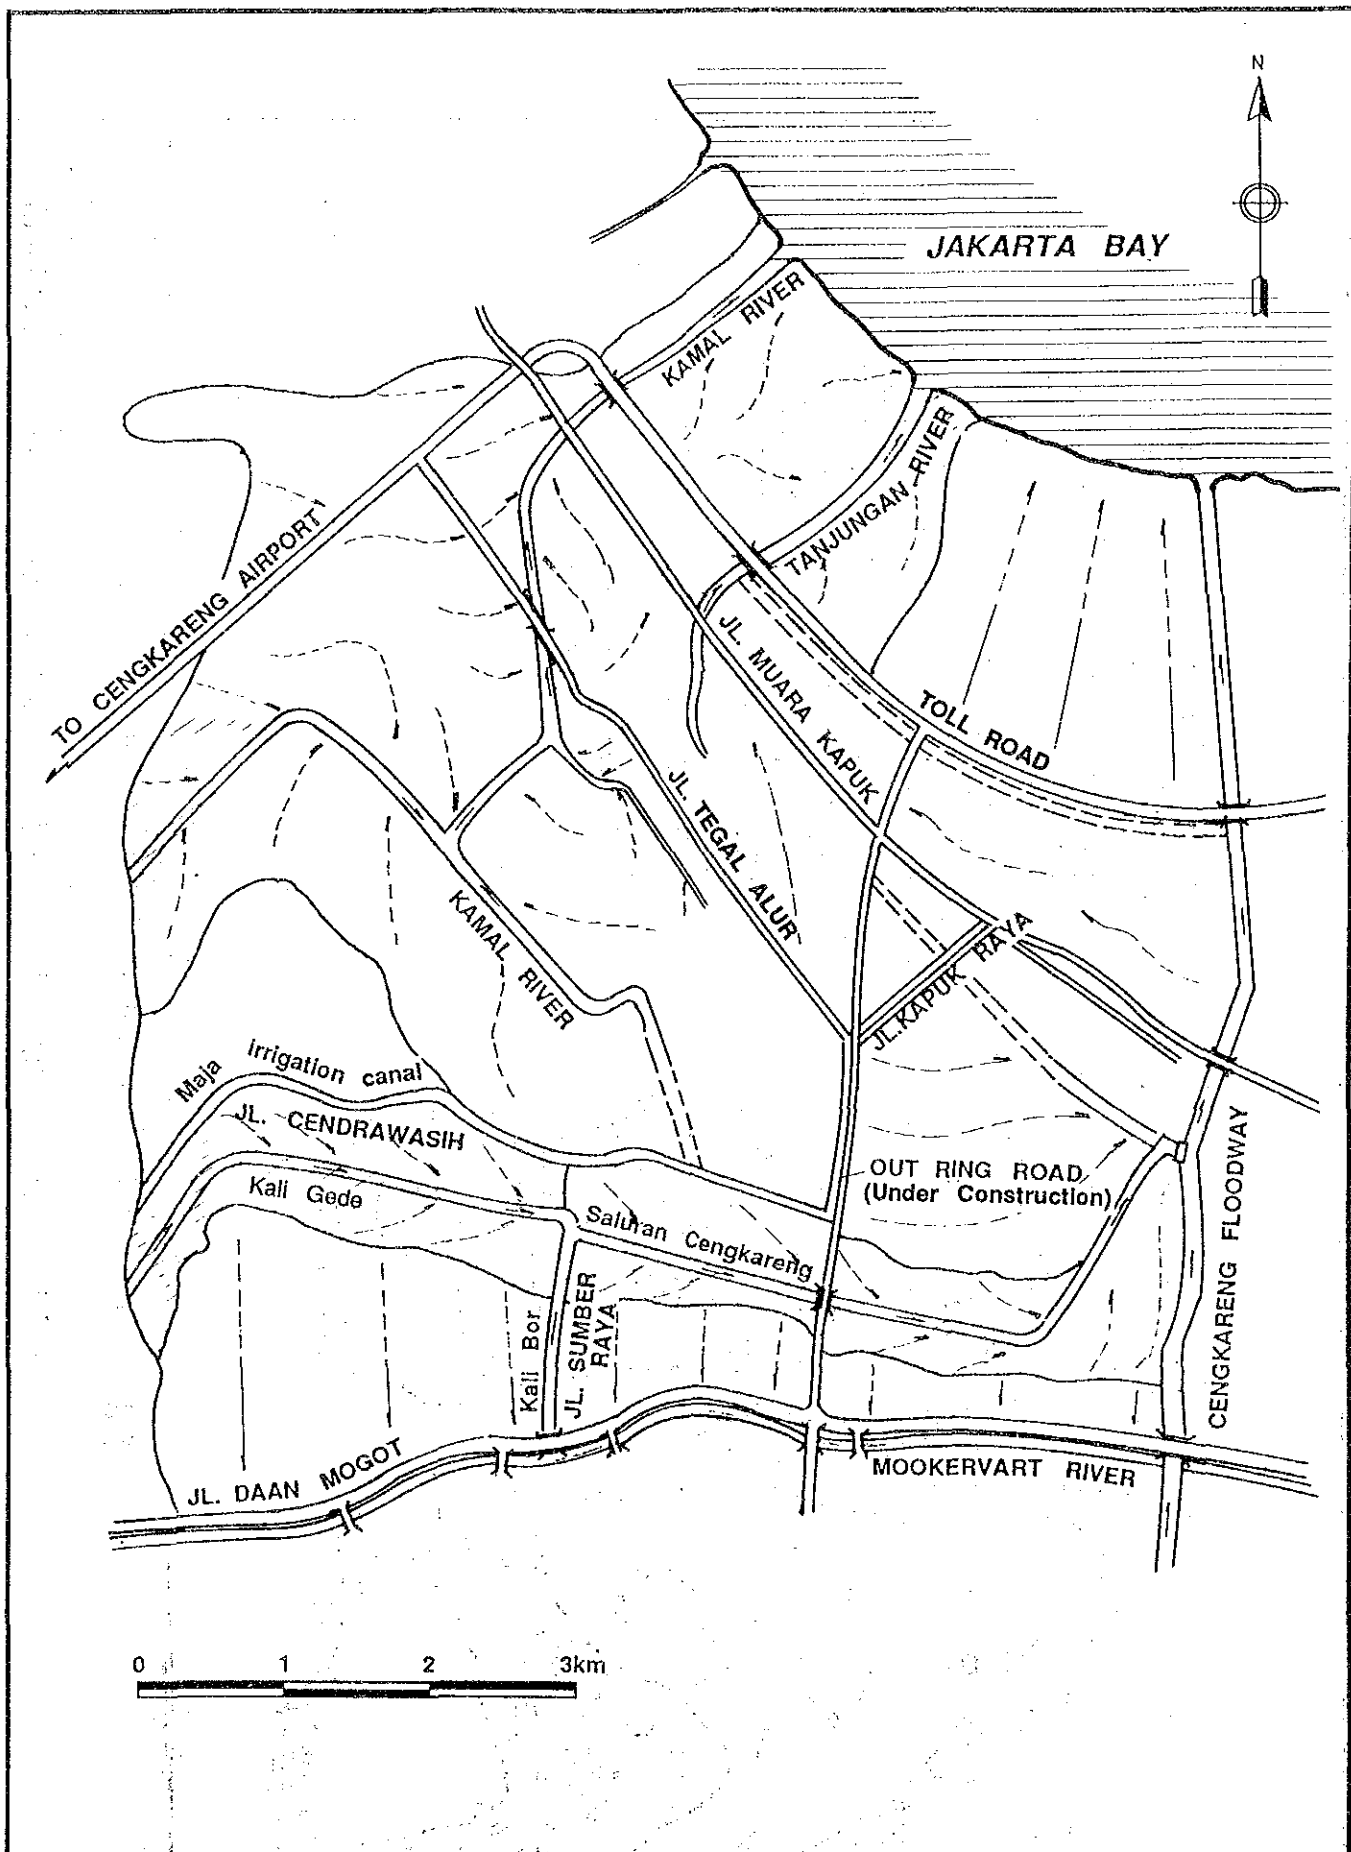 N
JAKARTA BAY
KAMAL RIVER
TANJUNGAN RIVER
TO CENGKARENG AIRPORT
JL. MUARA KAPUK
TOLL ROAD
JL. TEGAL ALUR
KAMAL RIVER
JL.KAPUK RAYA
Maja irrigation canal
JL. CENDRAWASIH
Kali Gede
OUT RING ROAD
(Under Construction)
Saluran Cengkareng
CENGKARENG FLOODWAY
Kali Bor
JL. SUMBER
RAYA
JL. DAAN MOGOT
MOOKERVART RIVER
0 1 2 3km